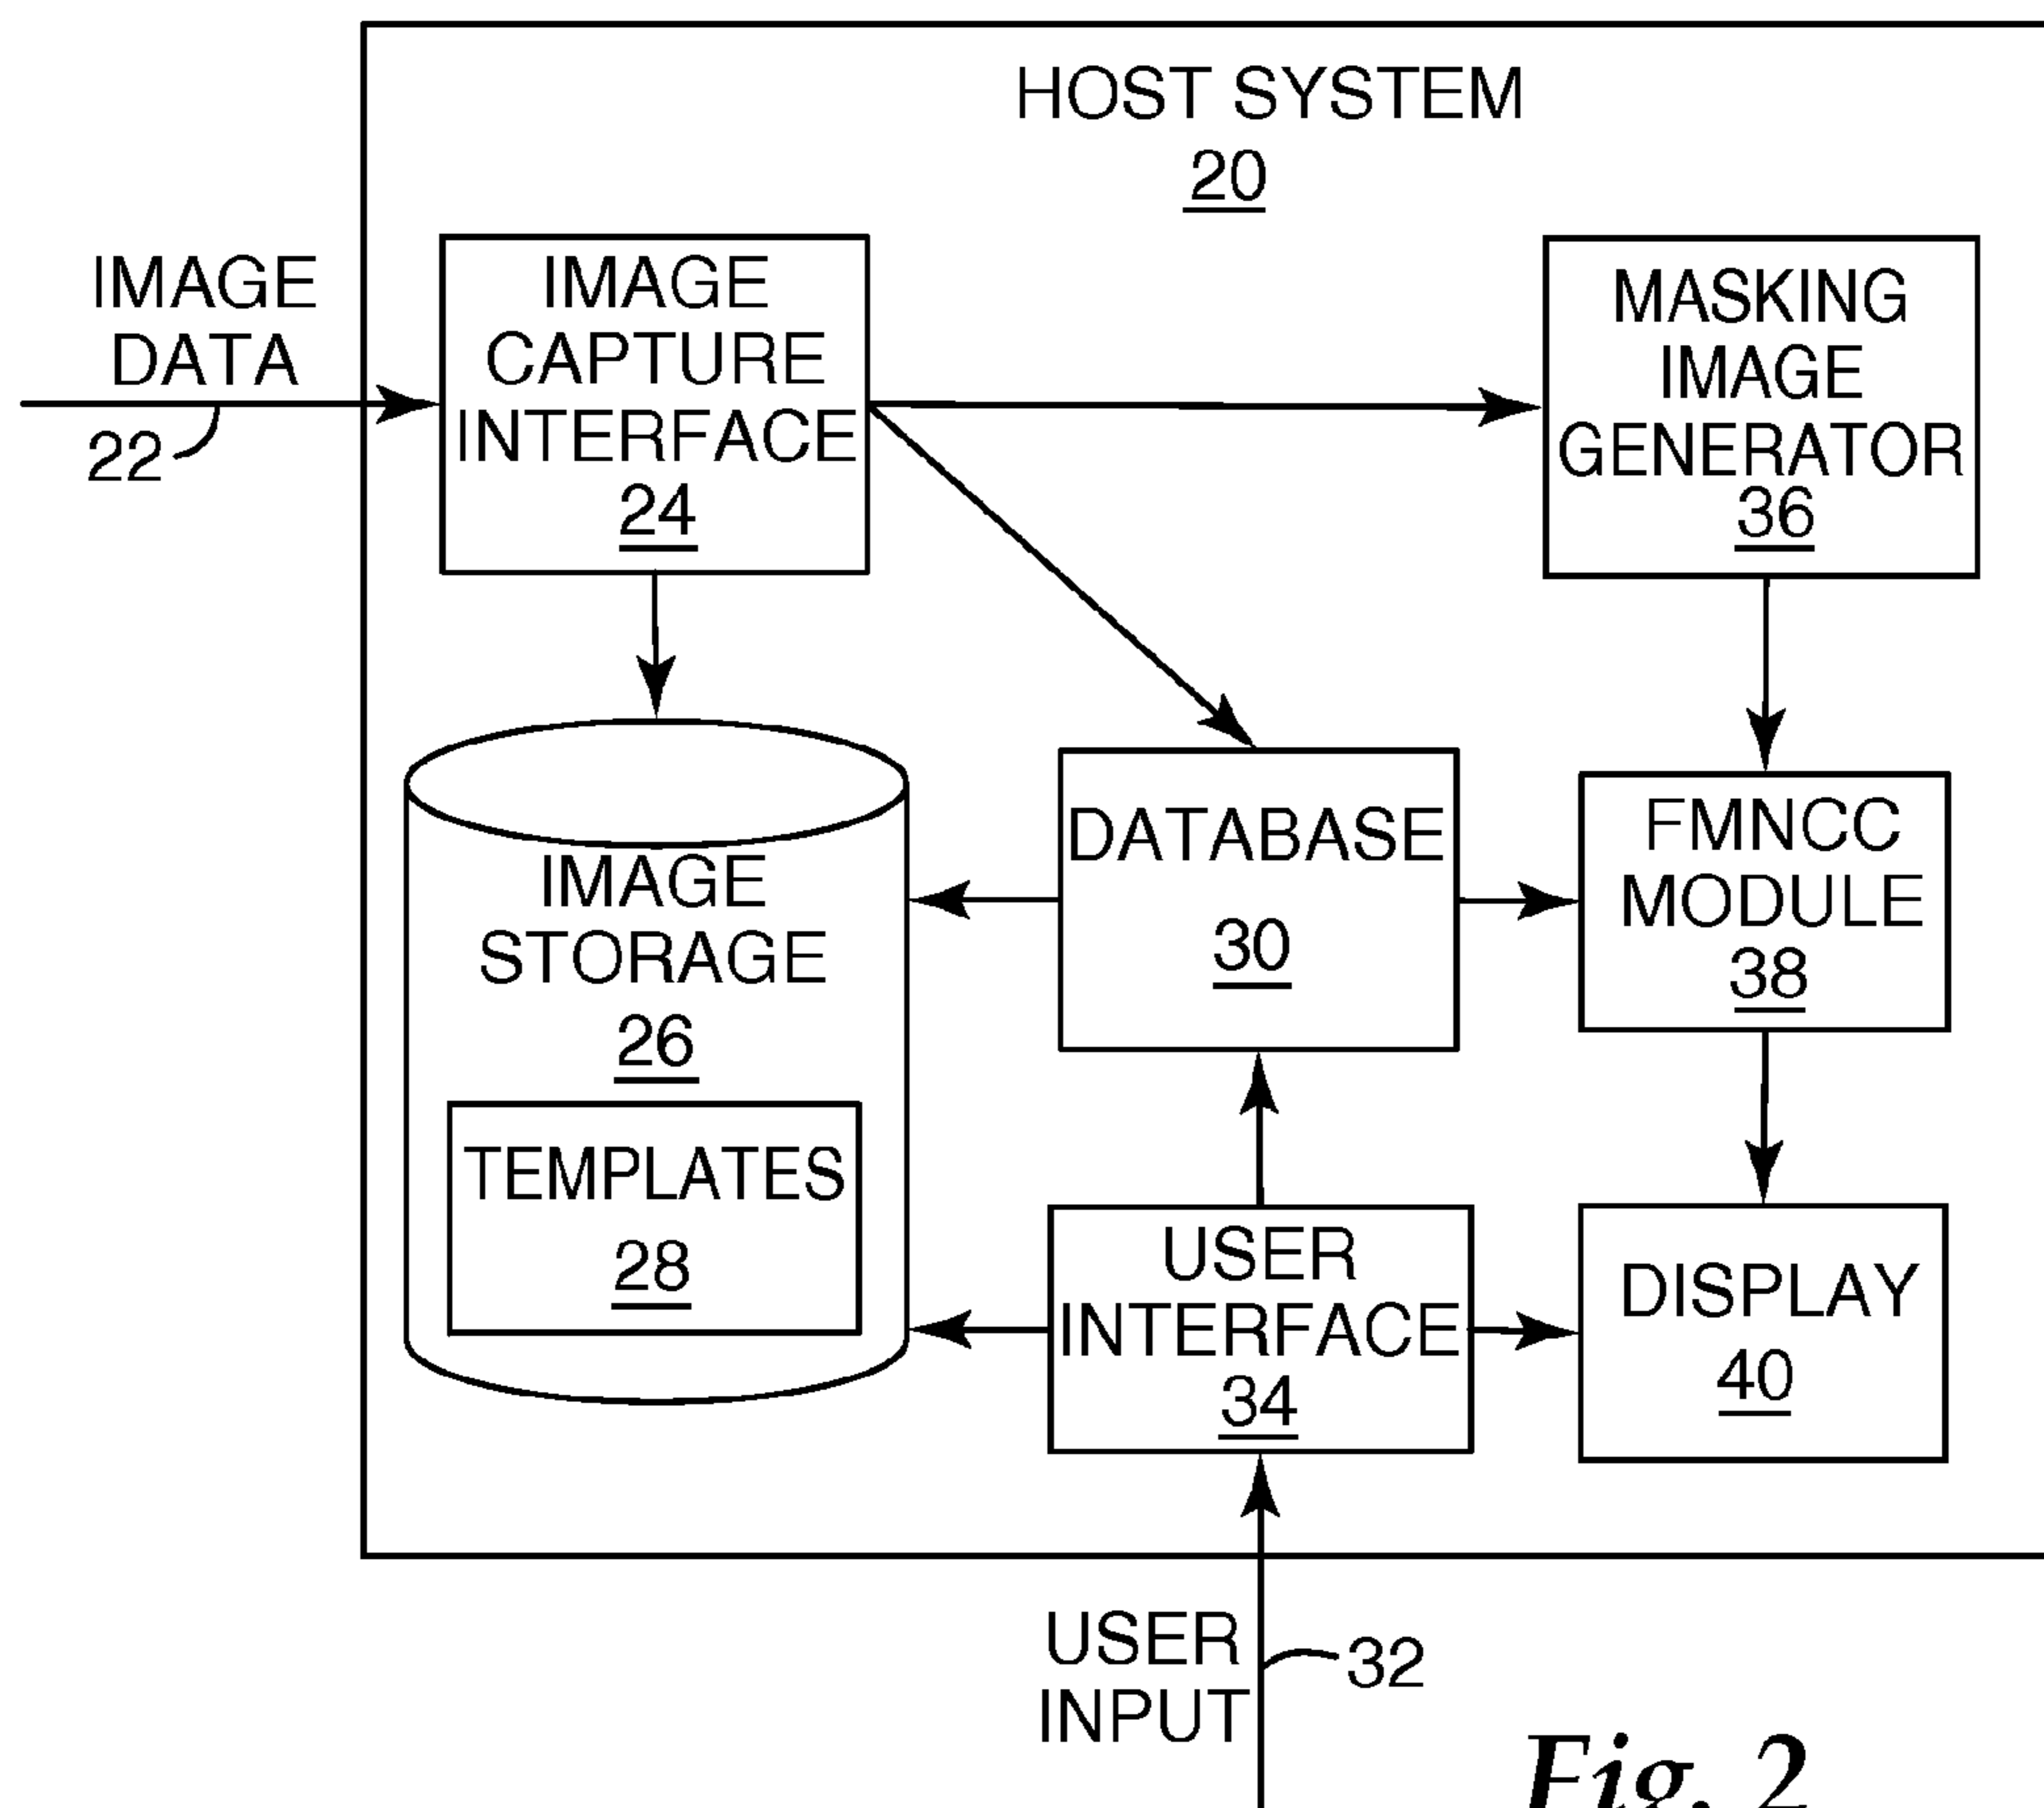 HOST SYSTEM
20
IMAGE
DATA
22
IMAGE
CAPTURE
INTERFACE
24
MASKING
IMAGE
GENERATOR
36
IMAGE
STORAGE
26
TEMPLATES
28
DATABASE
30
FMNCC
MODULE
38
USER
INTERFACE
34
DISPLAY
40
USER
INPUT
32
Fig. 2